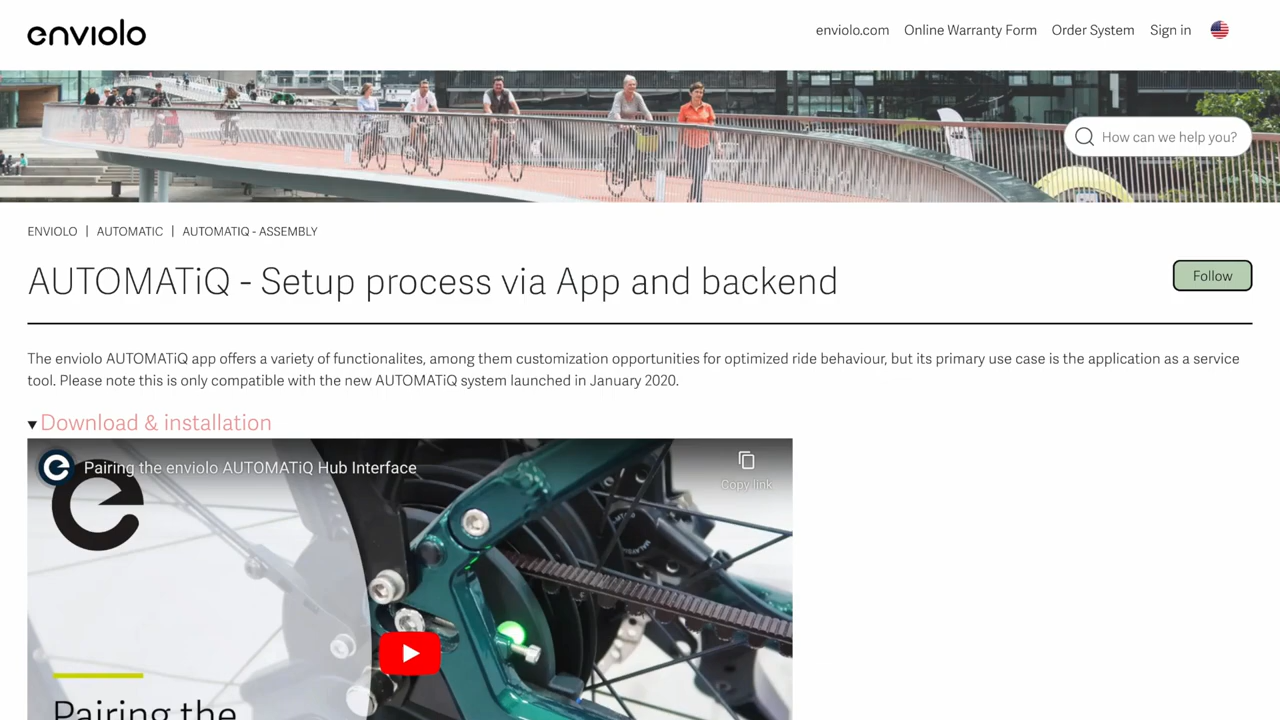 enviolo
enviolo.com Online Warranty Form Order System Sign in
How can we help you?
ENVIOLO | AUTOMATIC | AUTOMATIQ - ASSEMBLY
AUTOMATiQ - Setup process via App and backend
Follow
The enviolo AUTOMATiQ app offers a variety of functionalites, among them customization opportunities for optimized ride behaviour, but its primary use case is the application as a service
tool. Please note this is only compatible with the new AUTOMATiQ system launched in January 2020.
Download & installation
Pairing the enviolo AUTOMATiQ Hub Interface
Copy link
Pairing the